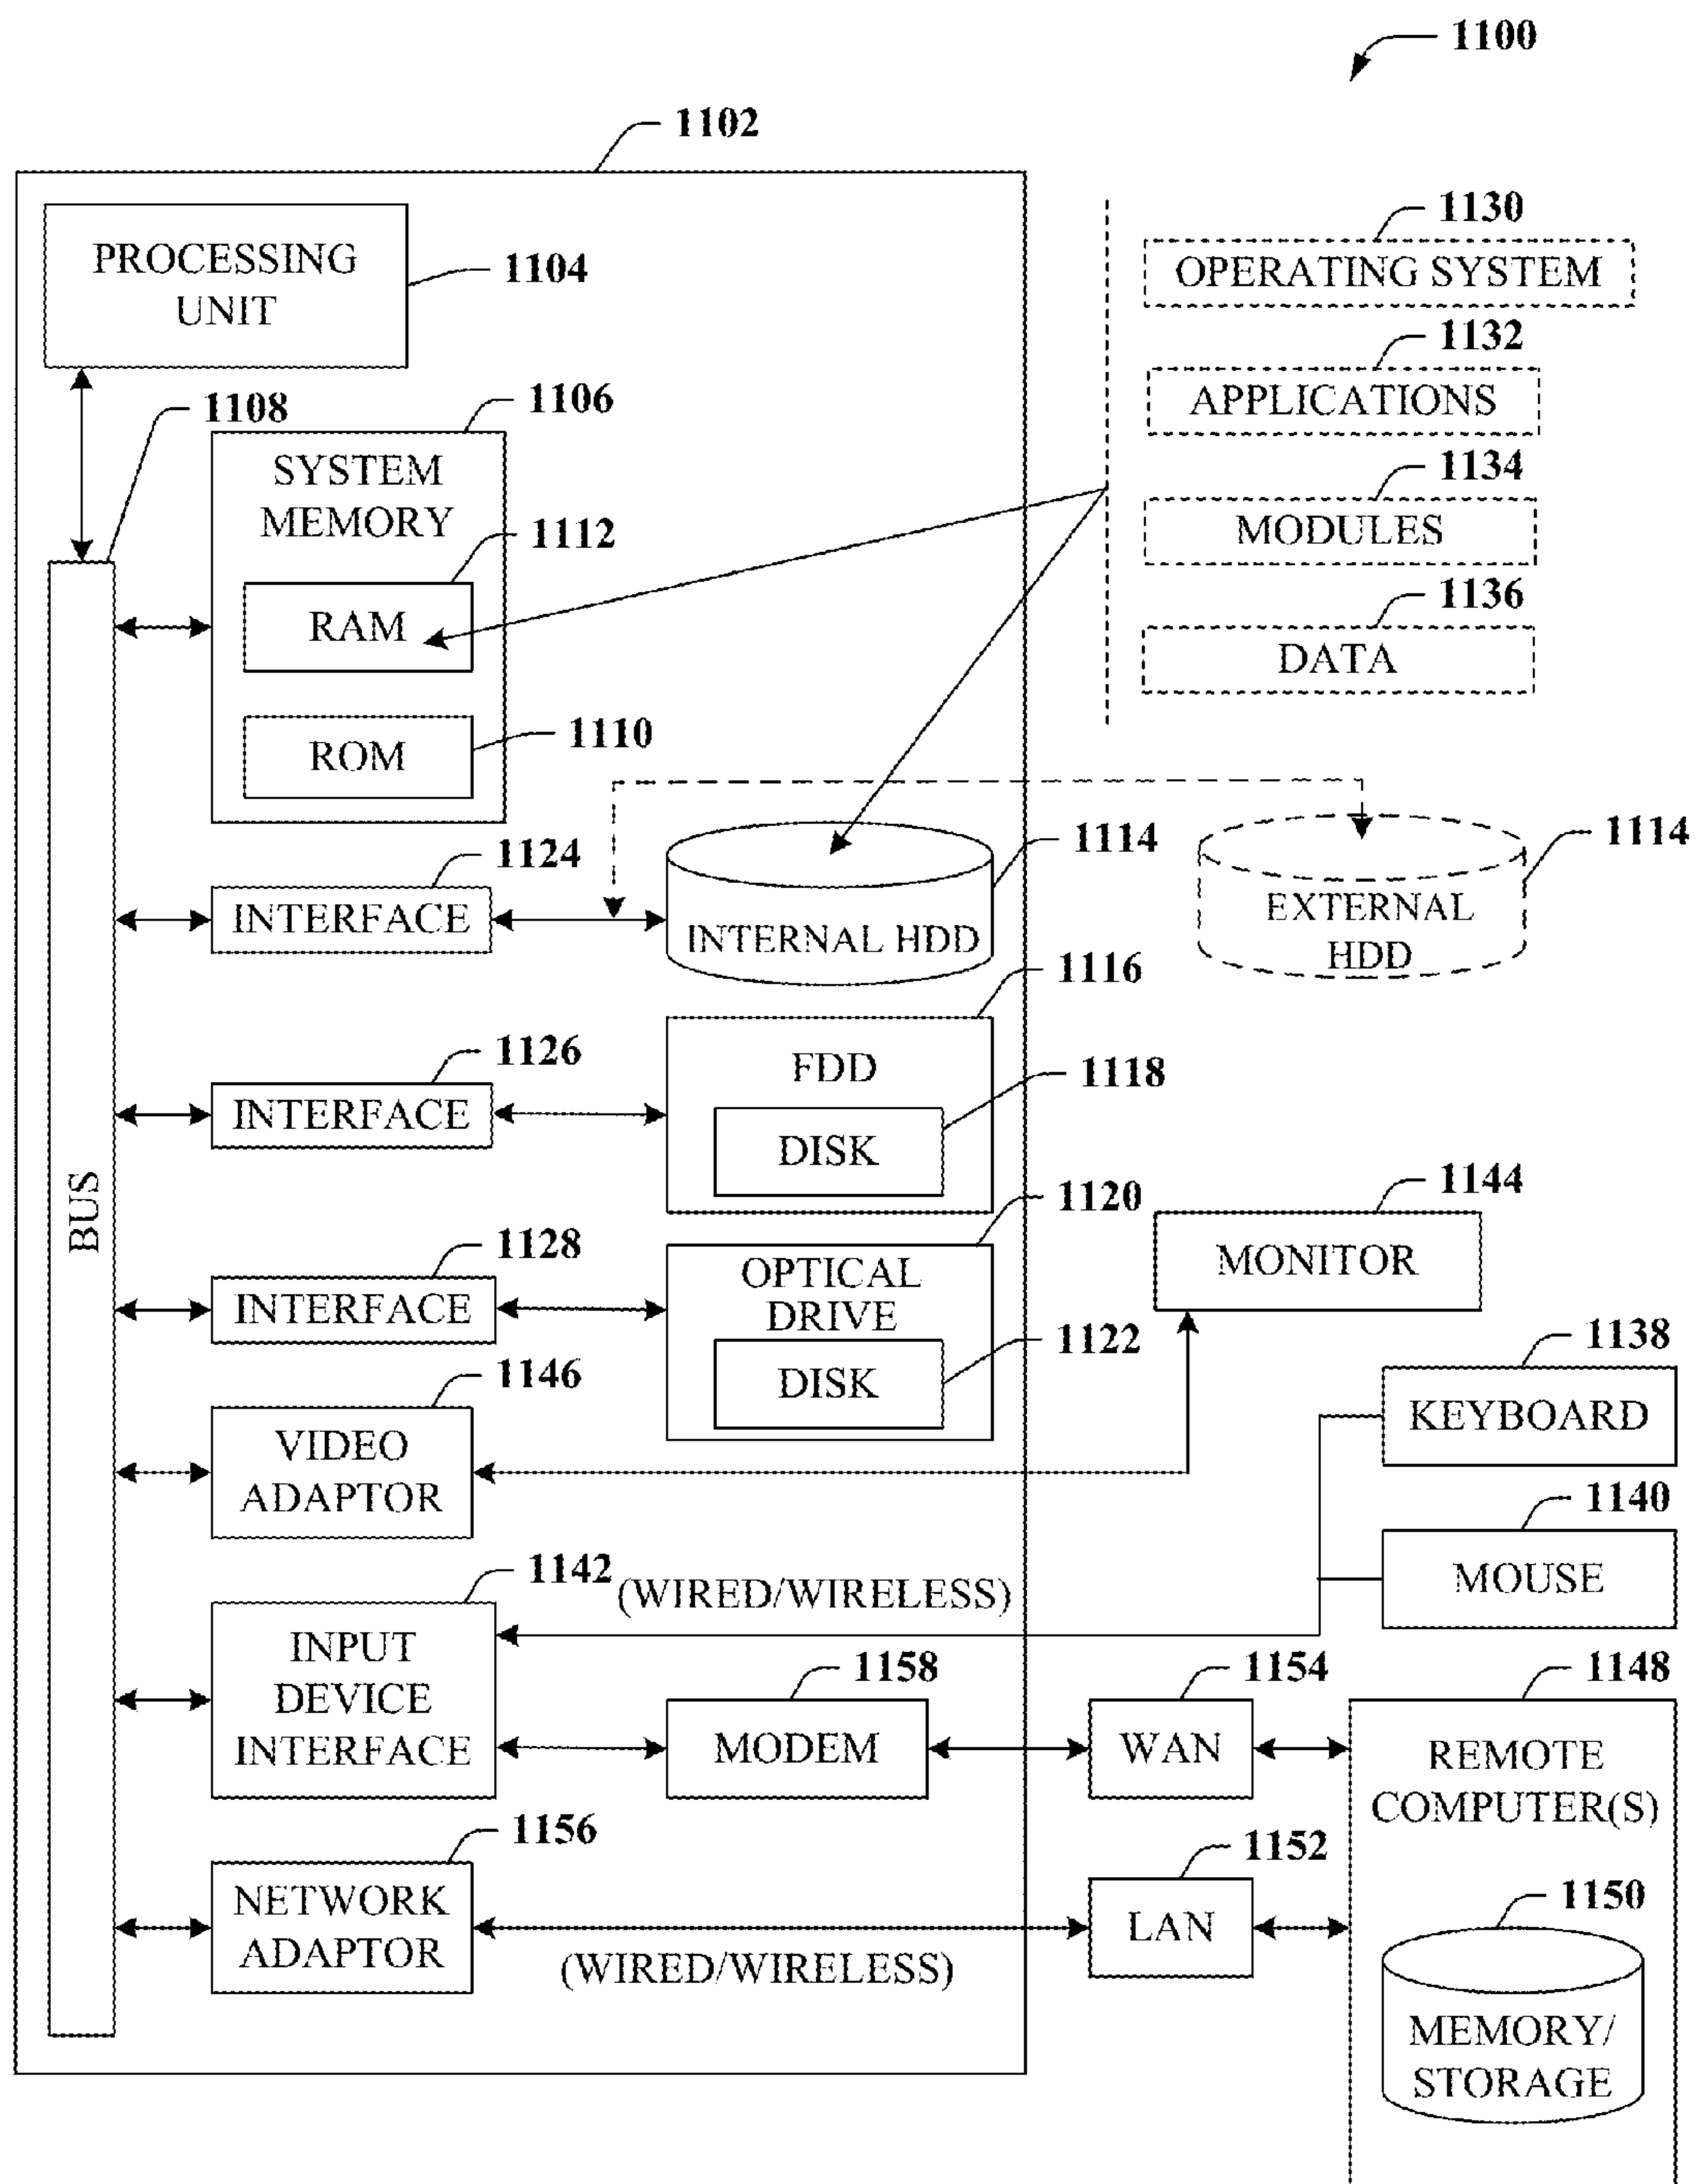 1100
1102
PROCESSING
UNIT
1104
1130
OPERATING SYSTEM
1132
APPLICATIONS
1134
MODULES
1136
DATA
1108
1106
SYSTEM
MEMORY
1112
RAM
1110
ROM
1124
INTERFACE
1114
INTERNAL HDD
1114
EXTERNAL
HDD
1126
INTERFACE
1116
FDD
1118
DISK
BUS
1128
INTERFACE
1120
OPTICAL
DRIVE
1122
DISK
1144
MONITOR
1138
KEYBOARD
1146
VIDEO
ADAPTOR
1140
MOUSE
1142
(WIRED/WIRELESS)
INPUT
DEVICE
INTERFACE
1158
MODEM
1154
WAN
1148
REMOTE
COMPUTER(S)
1156
NETWORK
ADAPTOR
(WIRED/WIRELESS)
1152
LAN
1150
MEMORY/
STORAGE